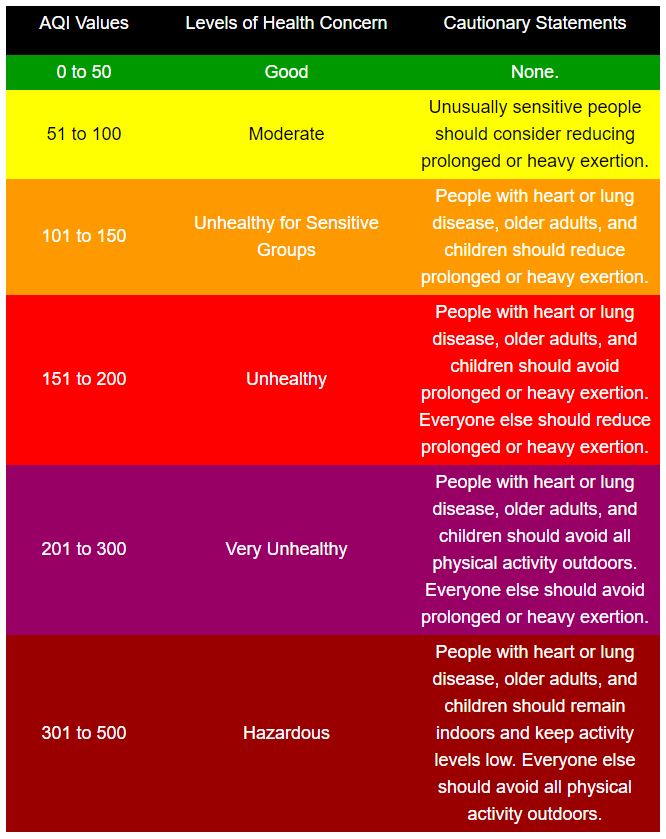 AQI Values
Levels of Health Concern
Cautionary Statements
0 to 50
Good
None.
51 to 100
Moderate
Unusually sensitive people
should consider reducing
prolonged or heavy exertion.
101 to 150
Unhealthy for Sensitive
Groups
People with heart or lung
disease, older adults, and
children should reduce
prolonged or heavy exertion.
151 to 200
Unhealthy
People with heart or lung
disease, older adults, and
children should avoid
prolonged or heavy exertion.
Everyone else should reduce
prolonged or heavy exertion.
201 to 300
Very Unhealthy
People with heart or lung
disease, older adults, and
children should avoid all
physical activity outdoors.
Everyone else should avoid
prolonged or heavy exertion.
301 to 500
Hazardous
People with heart or lung
disease, older adults, and
children should remain
indoors and keep activity
levels low. Everyone else
should avoid all physical
activity outdoors.